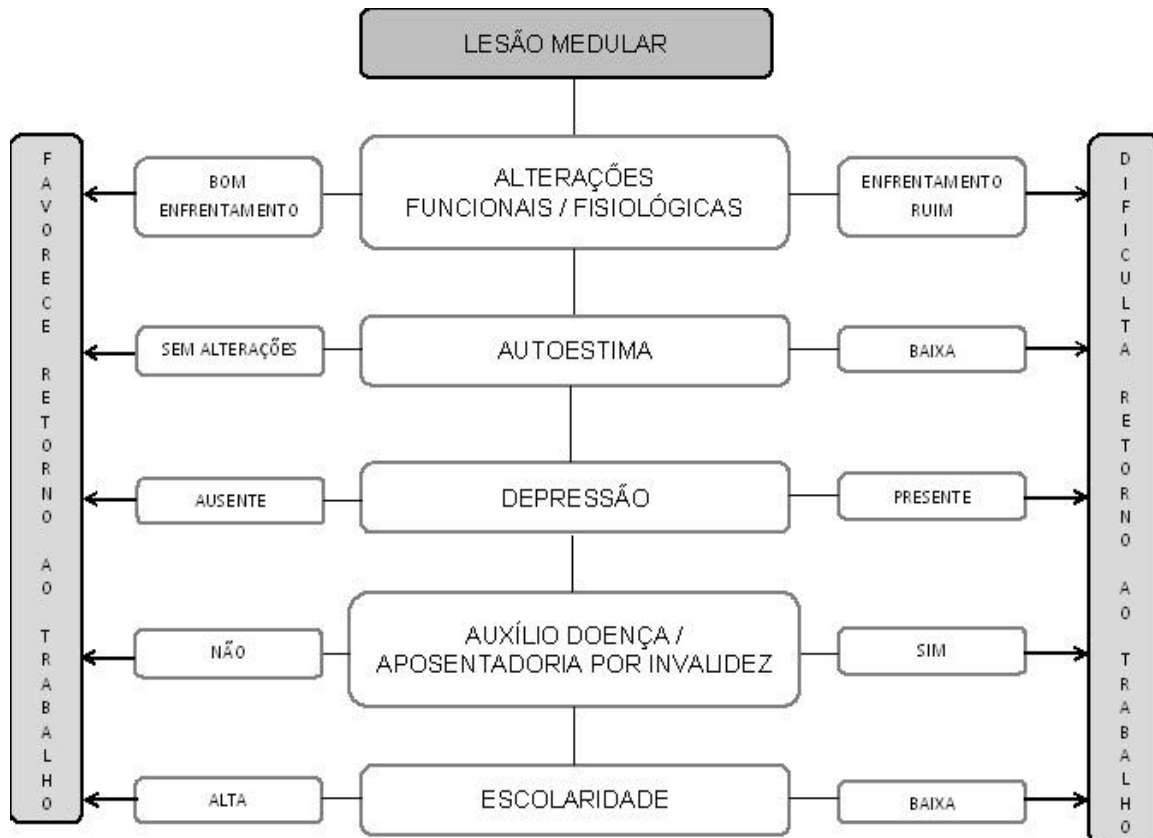 LESÃO MEDULAR
FAVORECE RETORNO AO TRABALHO
BOM
ENFRENTAMENTO
ALTERAÇÕES
FUNCIONAIS / FISIOLÓGICAS
ENFRENTAMENTO
RUIM
DIFICULTA RETORNO AO TRABALHO
SEM ALTERAÇÕES
AUTOESTIMA
BAIXA
AUSENTE
DEPRESSÃO
PRESENTE
NÃO
AUXÍLIO DOENÇA /
APOSENTADORIA POR INVALIDEZ
SIM
ALTA
ESCOLARIDADE
BAIXA